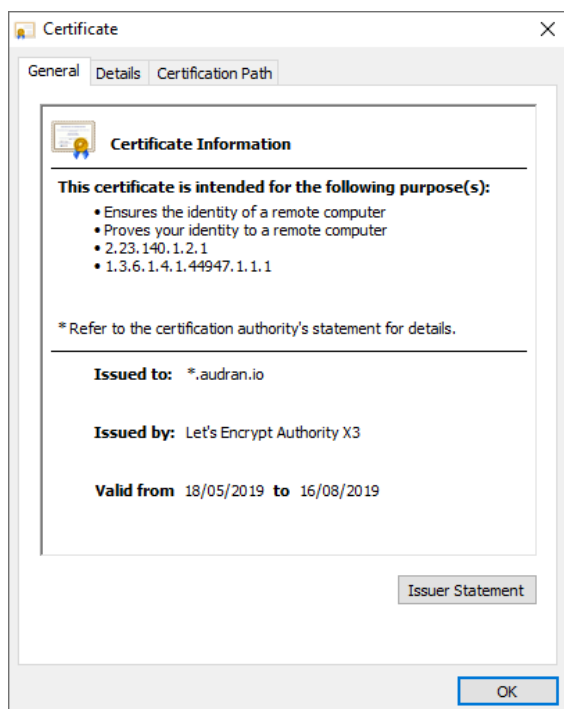 Certificate
General Details Certification Path
Certificate Information
This certificate is intended for the following purpose(s):
• Ensures the identity of a remote computer
• Proves your identity to a remote computer
• 2.23.140.1.2.1
• 1.3.6.1.4.1.44947.1.1.1
* Refer to the certification authority's statement for details.
Issued to: *.audran.io
Issued by: Let's Encrypt Authority X3
Valid from 18/05/2019 to 16/08/2019
Issuer Statement
OK